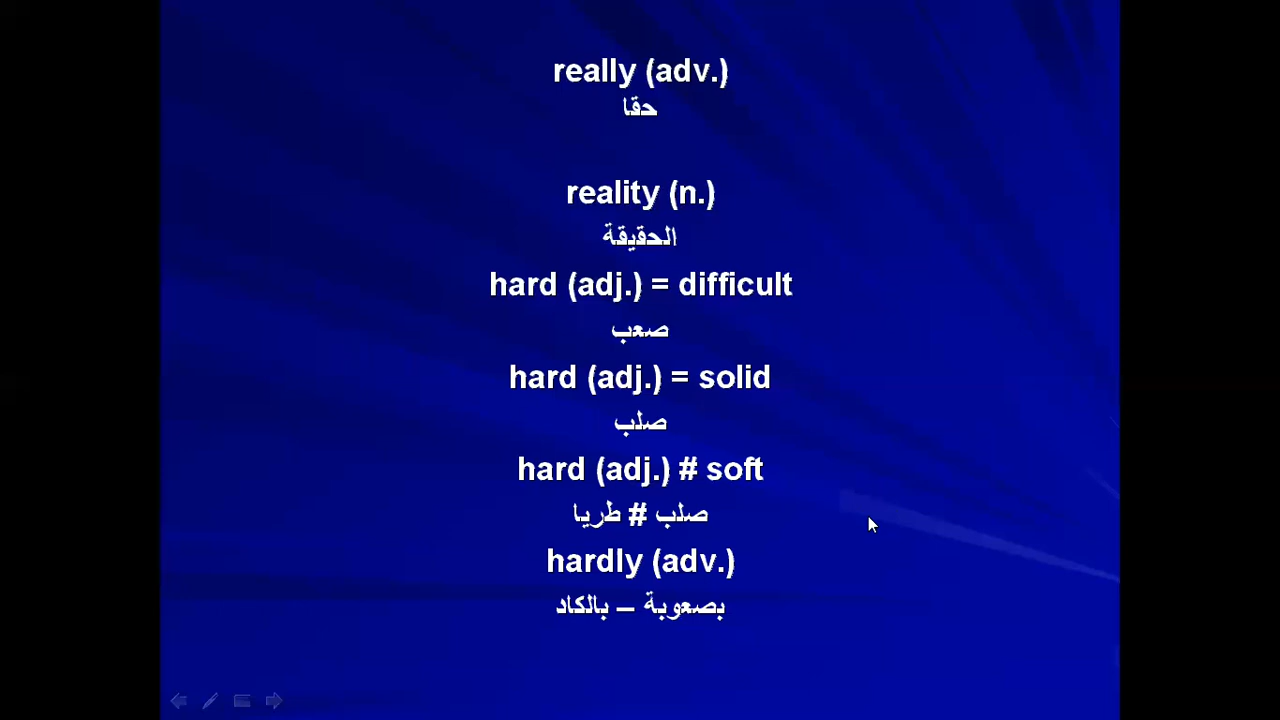 really (adv.)
حقا
reality (n.)
الحقيقة
hard (adj.) = difficult
صعب
hard (adj.) = solid
صلب
hard (adj.) # soft
صلب # طريا
hardly (adv.)
بصعوبة – بالكاد